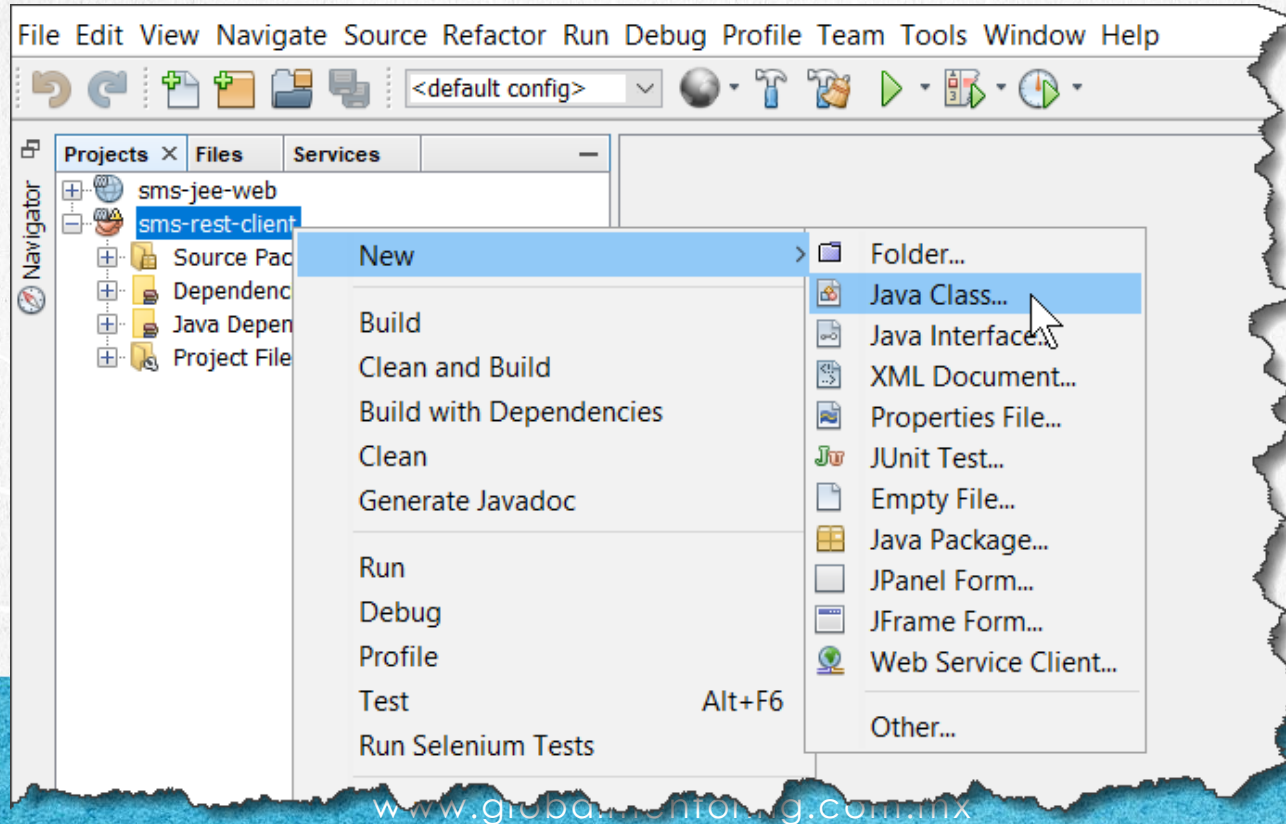 File Edit View Navigate Source Refactor Run Debug Profile Team Tools Window Help
<default config>
Projects Files Services
Navigator
sms-jee-web
sms-rest-client
Source Pac
Dependenc
Java Depen
Project File
New
Build
Clean and Build
Build with Dependencies
Clean
Generate Javadoc
Run
Debug
Profile
Test Alt+F6
Run Selenium Tests
Folder...
Java Class...
Java Interface...
XML Document...
Properties File...
JUnit Test...
Empty File...
Java Package...
JPanel Form...
JFrame Form...
Web Service Client...
Other...